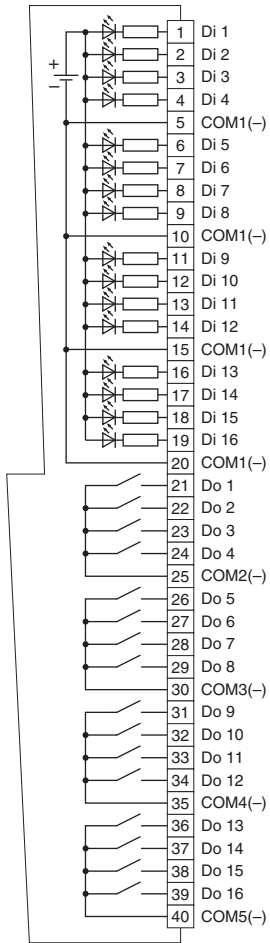 1 Di 1
2 Di 2
+
3 Di 3
–
4 Di 4
5 COM1(–)
6 Di 5
7 Di 6
8 Di 7
9 Di 8
10 COM1(–)
11 Di 9
12 Di 10
13 Di 11
14 Di 12
15 COM1(–)
16 Di 13
17 Di 14
18 Di 15
19 Di 16
20 COM1(–)
21 Do 1
22 Do 2
23 Do 3
24 Do 4
25 COM2(–)
26 Do 5
27 Do 6
28 Do 7
29 Do 8
30 COM3(–)
31 Do 9
32 Do 10
33 Do 11
34 Do 12
35 COM4(–)
36 Do 13
37 Do 14
38 Do 15
39 Do 16
40 COM5(–)